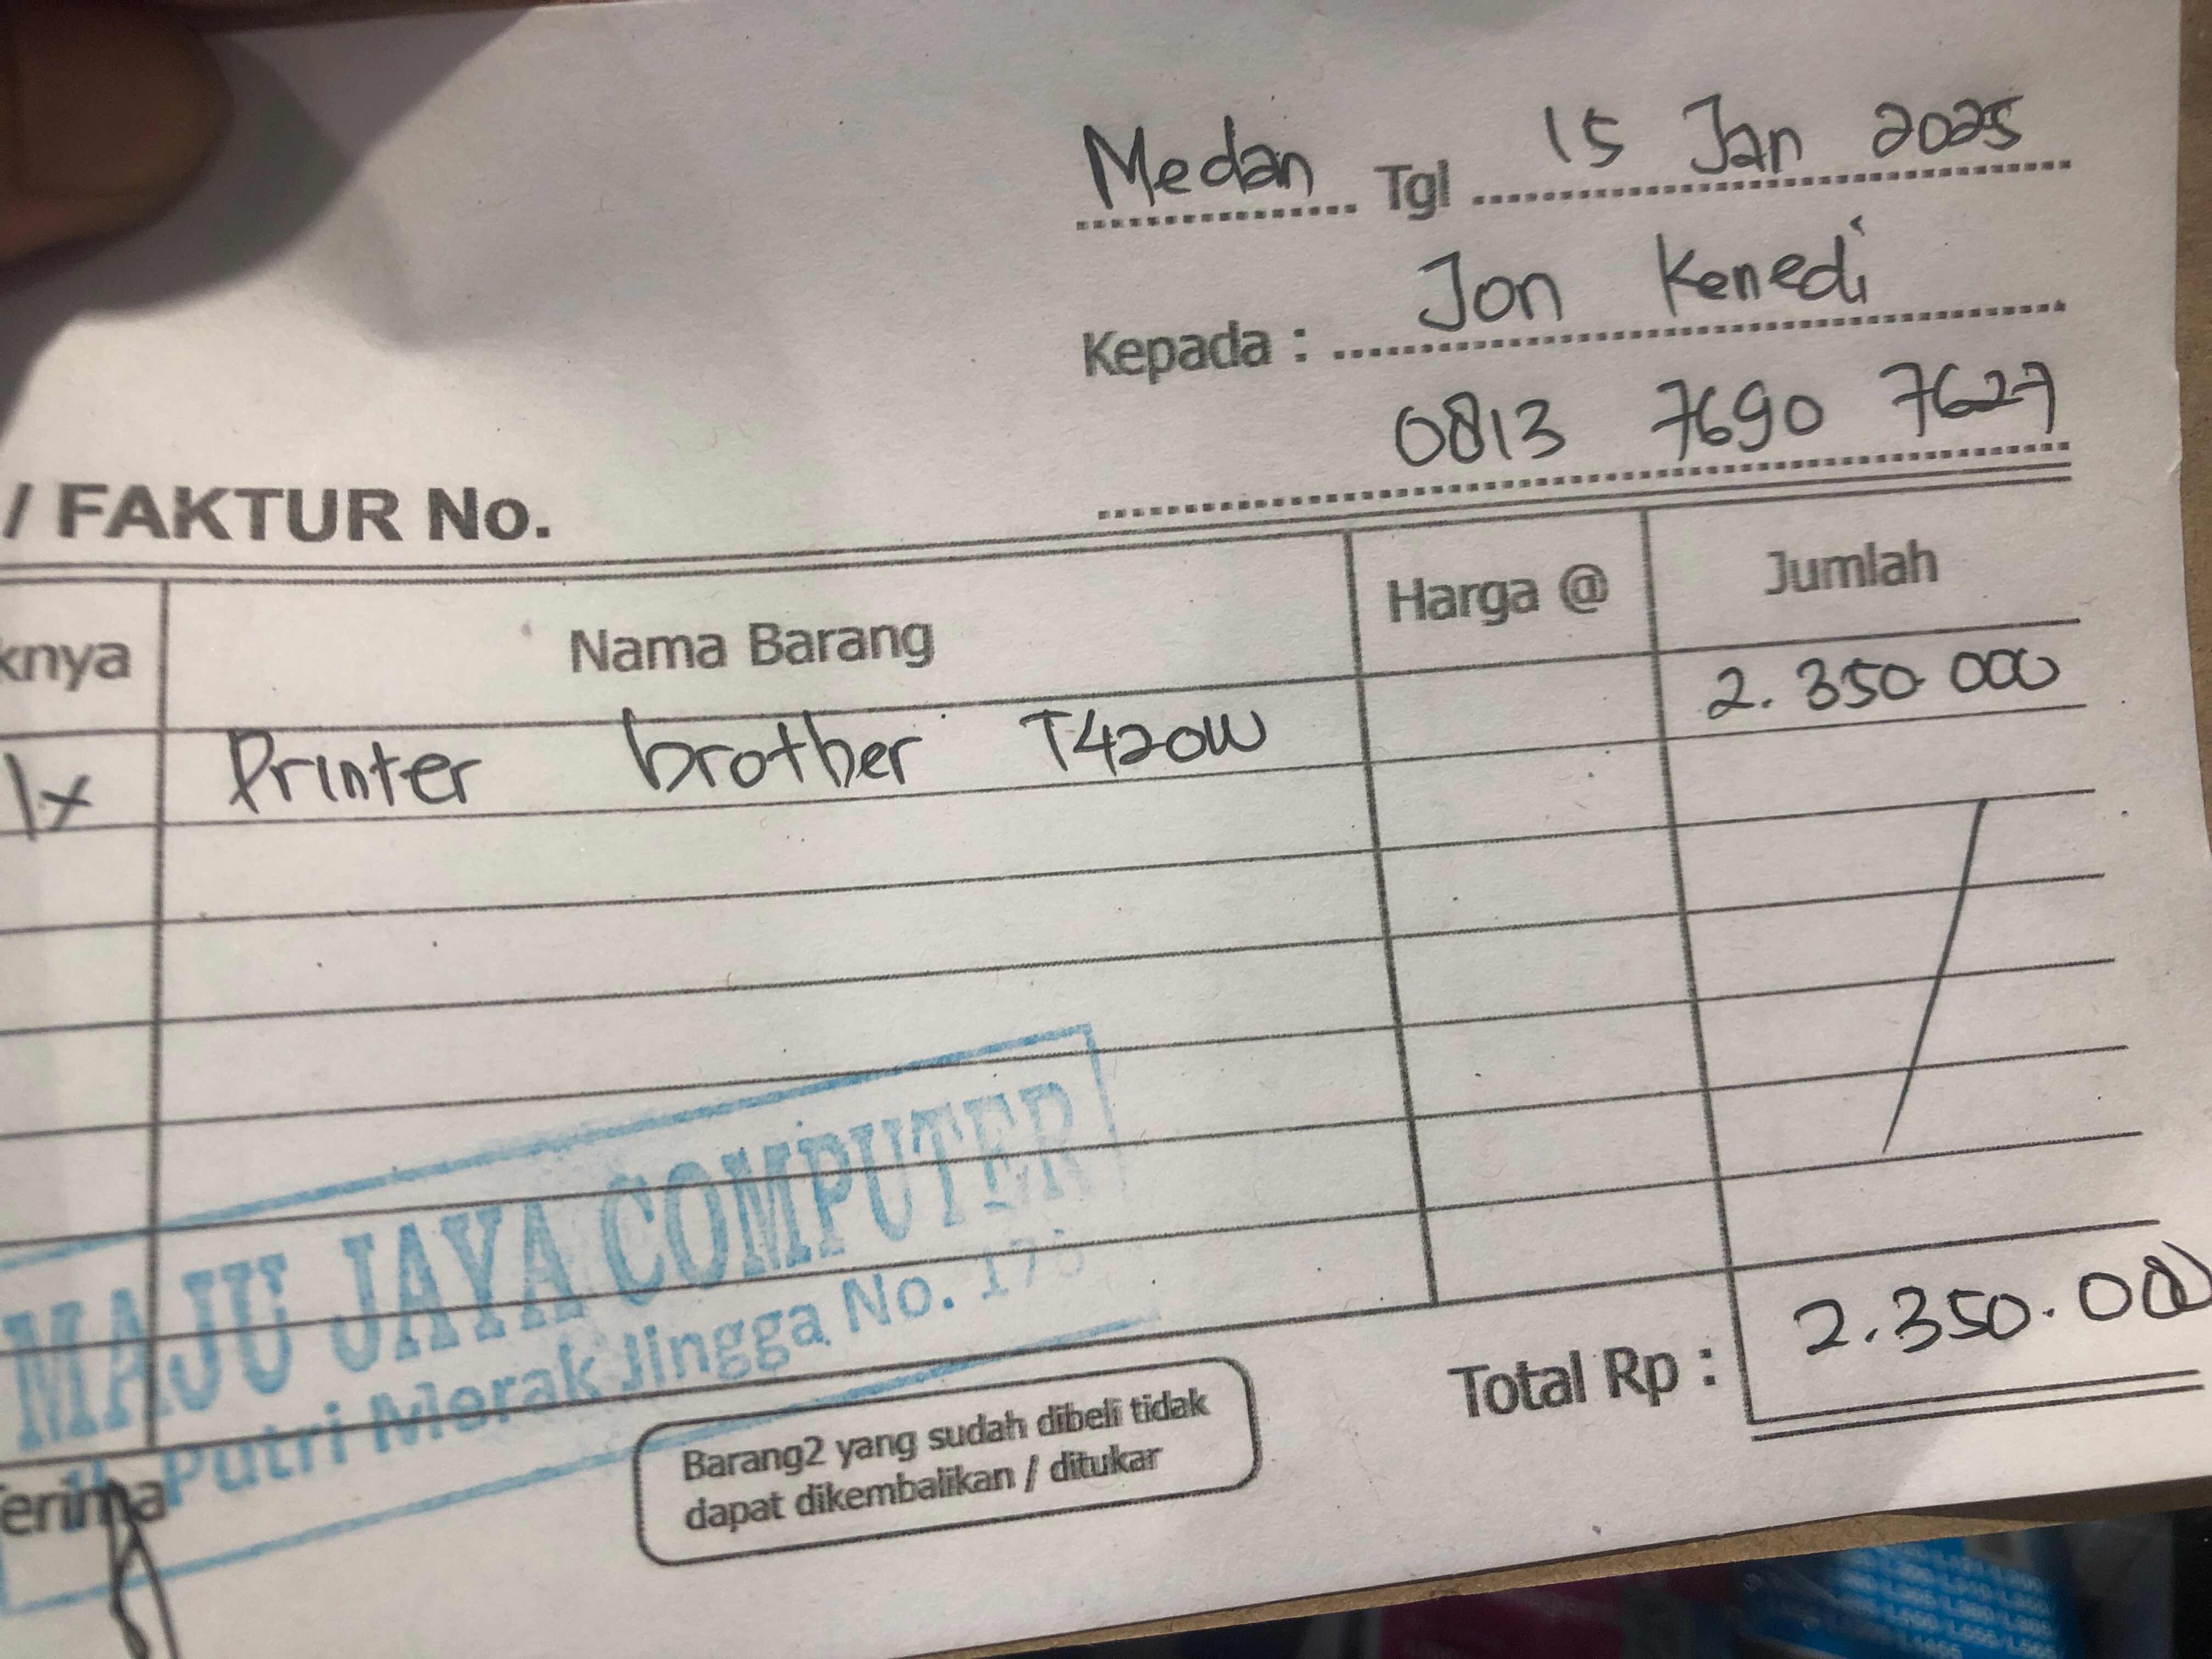 Medan Tgl 15 Jan 2025
Kepada : Jon Kenedi
0813 7690 7627
/ FAKTUR No.
knya Nama Barang Harga @ Jumlah
1x Printer brother T420W 2.350.000
MAJU JAYA COMPUTER
Putri Merak Jingga No.
Total Rp : 2.350.000
erima
Barang2 yang sudah dibeli tidak
dapat dikembalikan / ditukar